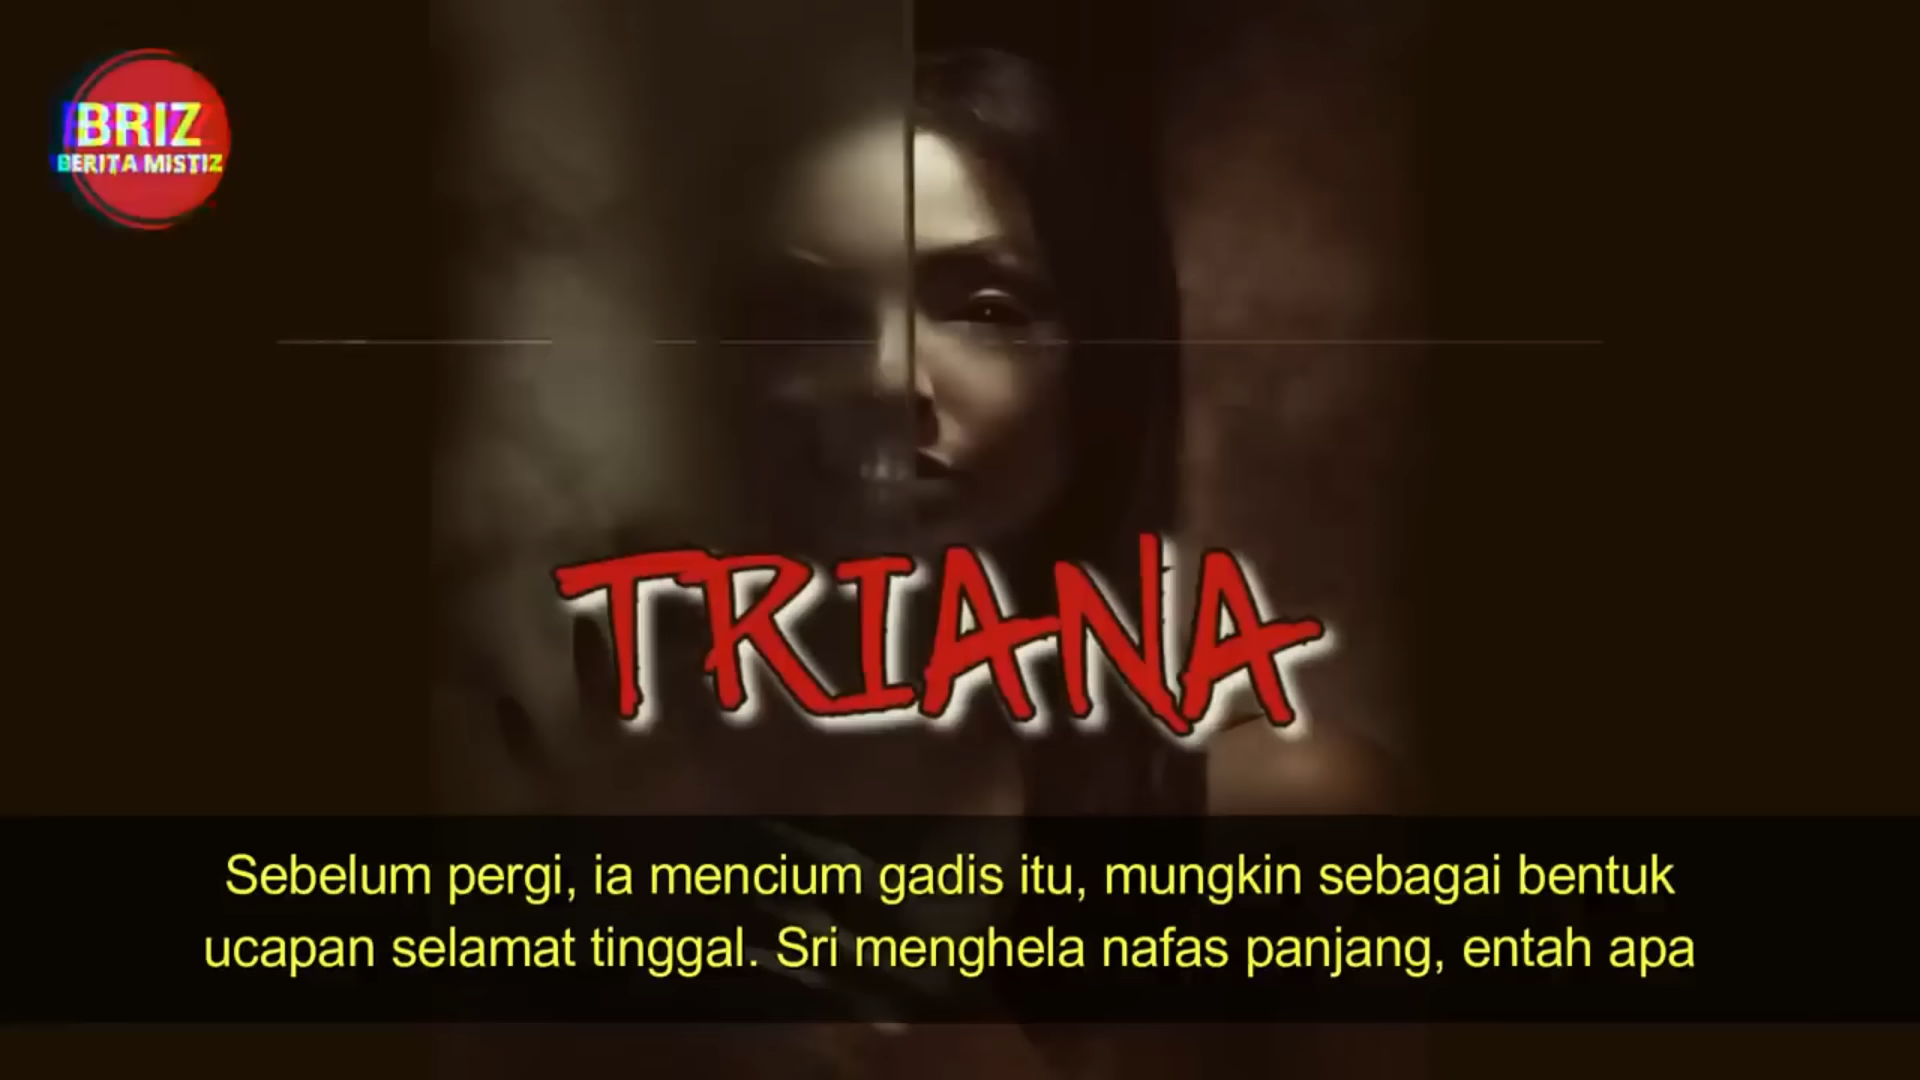 BRIZ
BERITA MISTIZ
TRIANA
Sebelum pergi, ia mencium gadis itu, mungkin sebagai bentuk
ucapan selamat tinggal. Sri menghela nafas panjang, entah apa